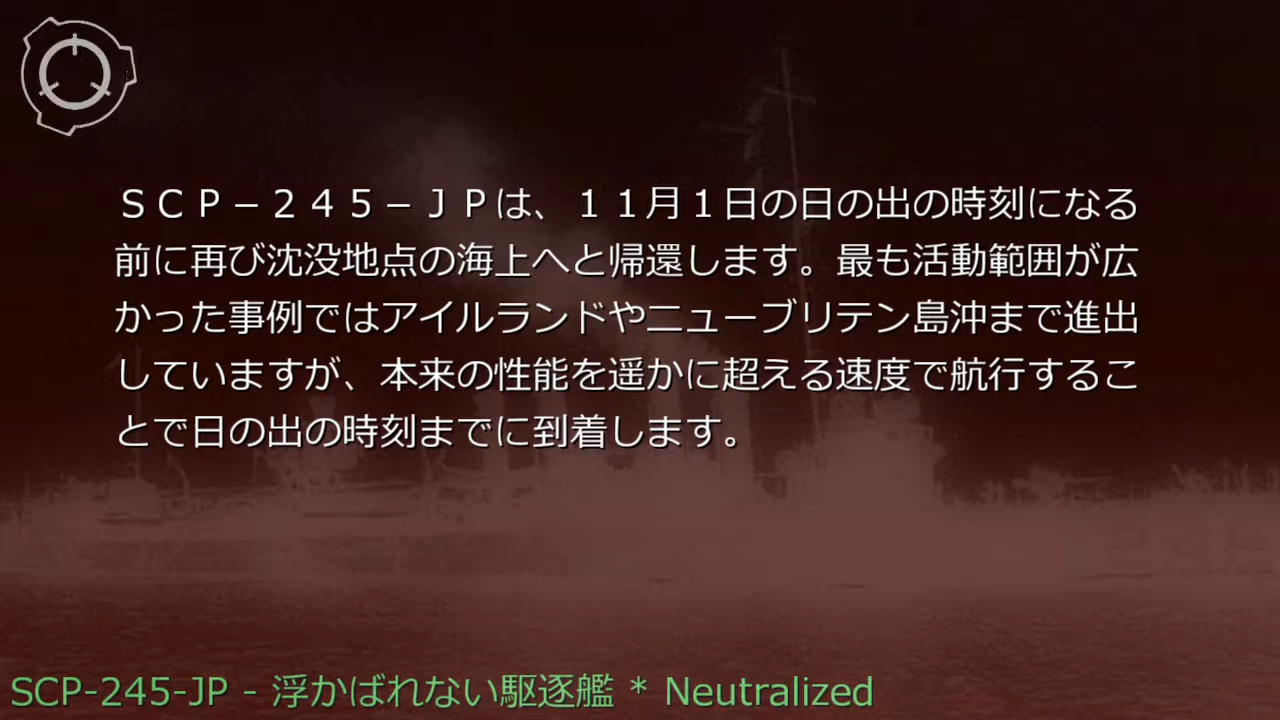 ＳＣＰ－２４５－ＪＰは、１１月１日の日の出の時刻になる
前に再び沈没地点の海上へと帰還します。最も活動範囲が広
かった事例ではアイルランドやニューブリテン島沖まで進出
していますが、本来の性能を遥かに超える速度で航行するこ
とで日の出の時刻までに到着します。
SCP-245-JP - 浮かばれない駆逐艦 * Neutralized